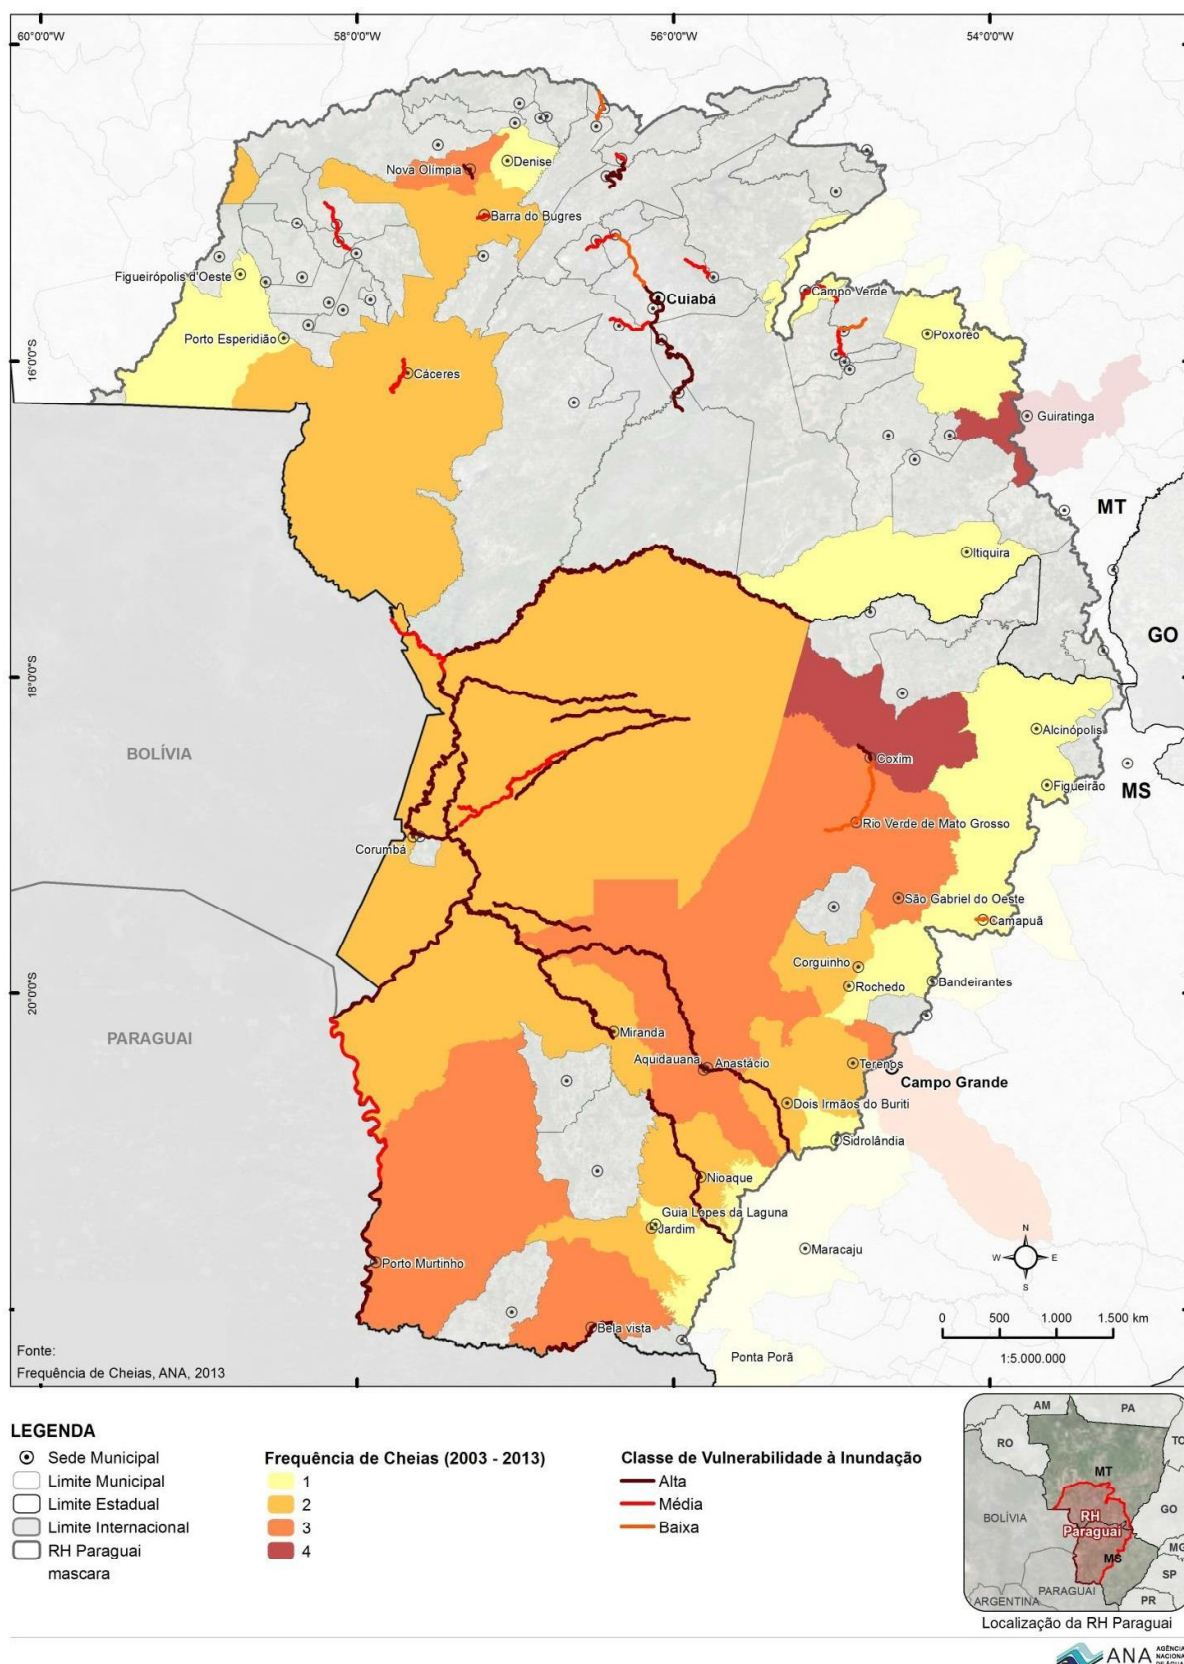 60°0'0"W
58°0'0"W
56°0'0"W
54°0'0"W
Nova Olímpia
Denise
Barra do Bugres
Figueirópolis d'Oeste
Cuiabá
Campo Verde
Porto Esperidião
Poxoréo
16°0'0"S
Cáceres
Guiratinga
MT
Itiquira
GO
18°0'0"S
BOLÍVIA
Alcinópolis
Coxim
Figueirão
MS
Rio Verde de Mato Grosso
Corumbá
São Gabriel do Oeste
Camapuã
Corguinho
Rochedo
Bandeirantes
20°0'0"S
PARAGUAI
Miranda
Aquidauana
Anastácio
Terenos
Campo Grande
Dois Irmãos do Buriti
Sidrolândia
Nioaque
Guia Lopes da Laguna
Jardim
Maracaju
N
W
E
S
Porto Murtinho
Bela vista
Ponta Porã
0 500 1.000 1.500 km
1:5.000.000
Fonte:
Frequência de Cheias, ANA, 2013
LEGENDA
Sede Municipal
Limite Municipal
Limite Estadual
Limite Internacional
RH Paraguai
mascara
Frequência de Cheias (2003 - 2013)
1
2
3
4
Classe de Vulnerabilidade à Inundação
Alta
Média
Baixa
AM
PA
RO
TO
MT
BOLÍVIA
RH
Paraguai
GO
MS
MG
SP
PARAGUAI
ARGENTINA
PR
Localização da RH Paraguai
ANA
AGÊNCIA
NACIONAL